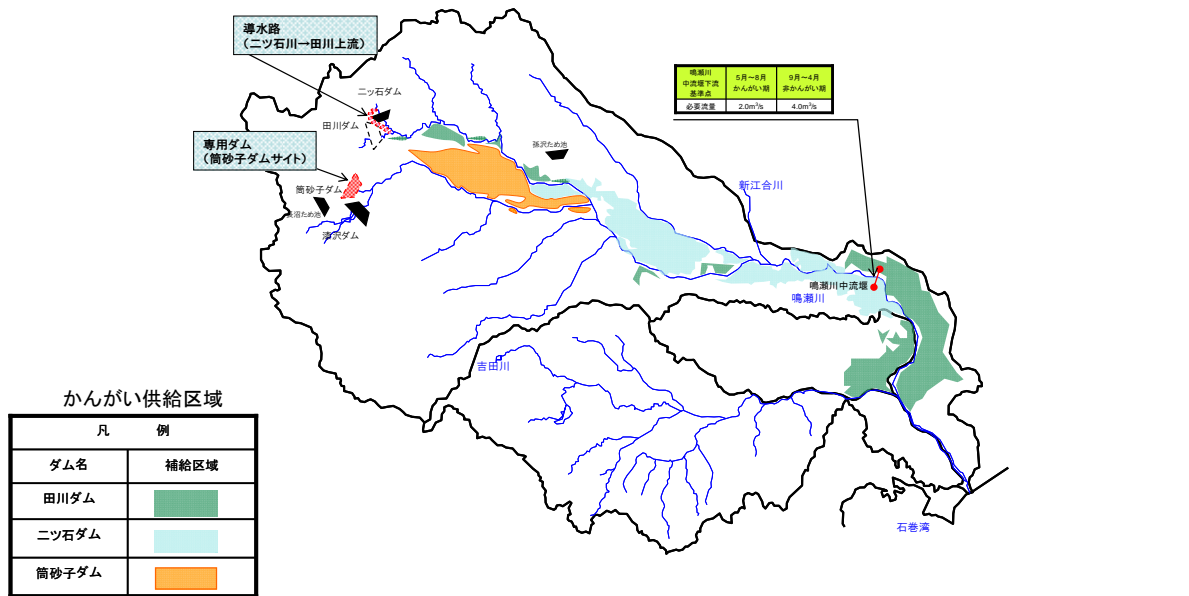 導水路
（二ツ石川→田川上流）
二ッ石ダム
田川ダム
専用ダム
（筒砂子ダムサイト）
筒砂子ダム
漆沢ダム
孫沢ため池
新江合川
鳴瀬川
中流堰下流
基準点
5月～8月
かんがい期
9月～4月
非かんがい期
必要流量
2.0m³/s
4.0m³/s
鳴瀬川中流堰
鳴瀬川
吉田川
石巻湾
かんがい供給区域
凡 例
ダム名 補給区域
田川ダム
二ツ石ダム
筒砂子ダム